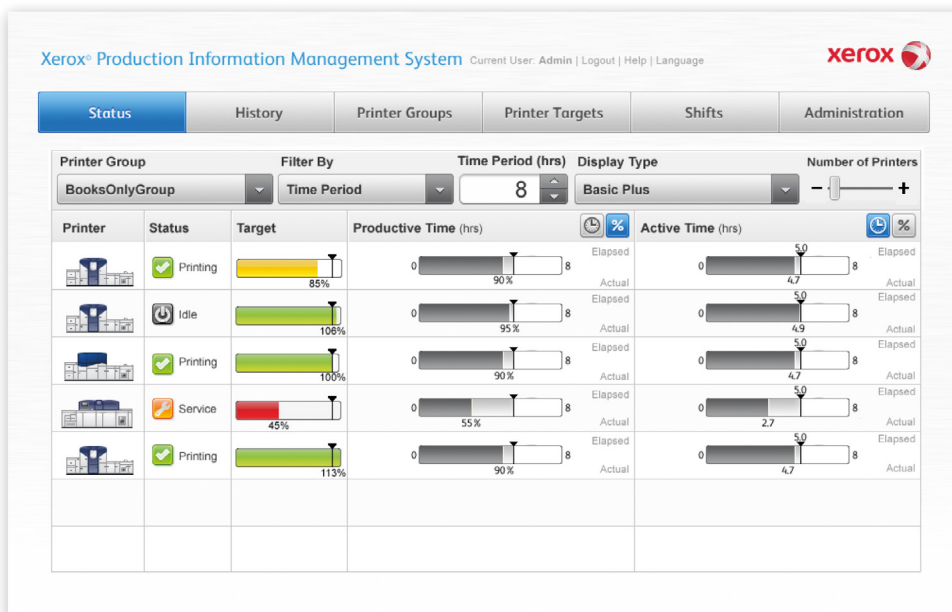 Xerox® Production Information Management System Current User: Admin | Logout | Help | Language
xerox
Status History Printer Groups Printer Targets Shifts Administration
Printer Group Filter By Time Period (hrs) Display Type Number of Printers
BooksOnlyGroup Time Period 8 Basic Plus - +
Printer Status Target Productive Time (hrs) % Active Time (hrs) %
5.0 Elapsed
Elapsed
Printing 0 8 0 8
85% 90% Actual 4.7 Actual
Elapsed 5.0 Elapsed
Idle 0 8 0 8
106% 95% Actual 4.9 Actual
Elapsed 5.0 Elapsed
Printing 0 8 0 8
100% 90% Actual 4.7 Actual
Elapsed 5.0 Elapsed
Service 0 8 0 8
45% 55% Actual 2.7 Actual
Elapsed 5.0 Elapsed
Printing 0 8 0 8
113% 90% Actual 4.7 Actual